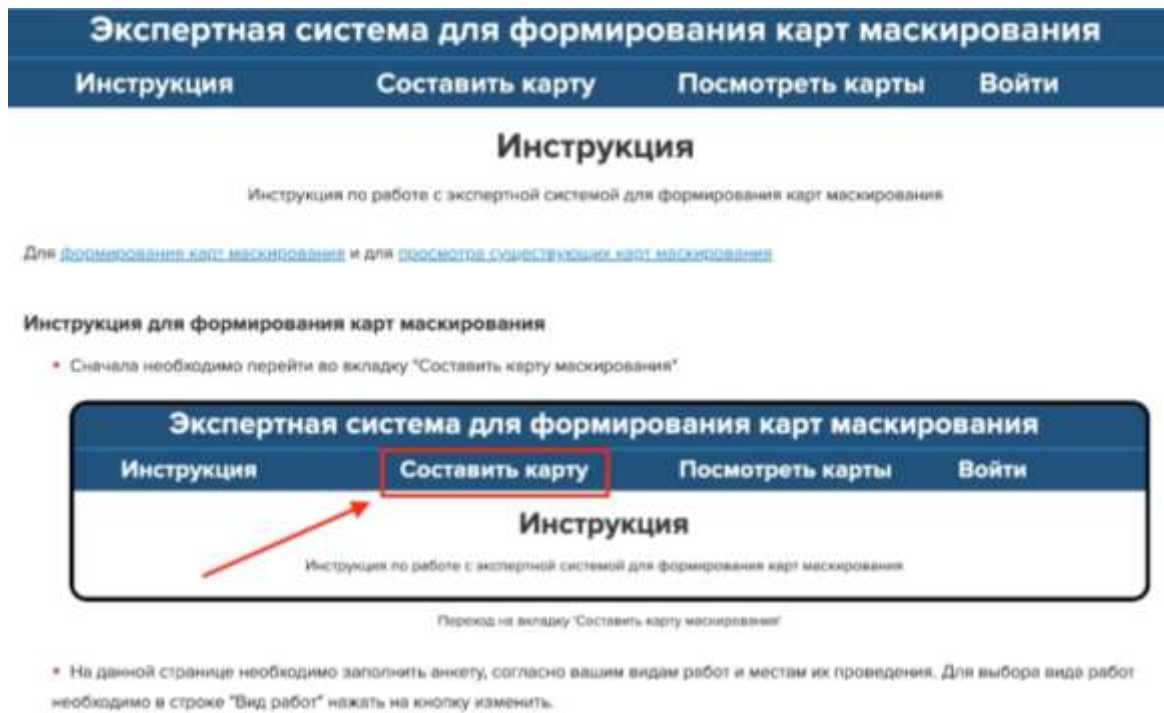 Экспертная система для формирования карт маскирования
Инструкция Составить карту Посмотреть карты Войти
Инструкция
Инструкция по работе с экспертной системой для формирования карт маскирования
Для формирования карт маскирования и для просмотра существующих карт маскирования
Инструкция для формирования карт маскирования
• Сначала необходимо перейти во вкладку "Составить карту маскирования"
Экспертная система для формирования карт маскирования
Инструкция Составить карту Посмотреть карты Войти
Инструкция
Инструкция по работе с экспертной системой для формирования карт маскирования
Переход на вкладку 'Составить карту маскирования'
• На данной странице необходимо заполнить анкету, согласно вашим видам работ и местам их проведения. Для выбора вида работ
необходимо в строке "Вид работ" нажать на кнопку изменить.